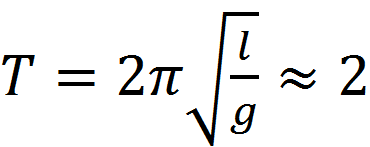 T = 2π√(l/g) ≈ 2